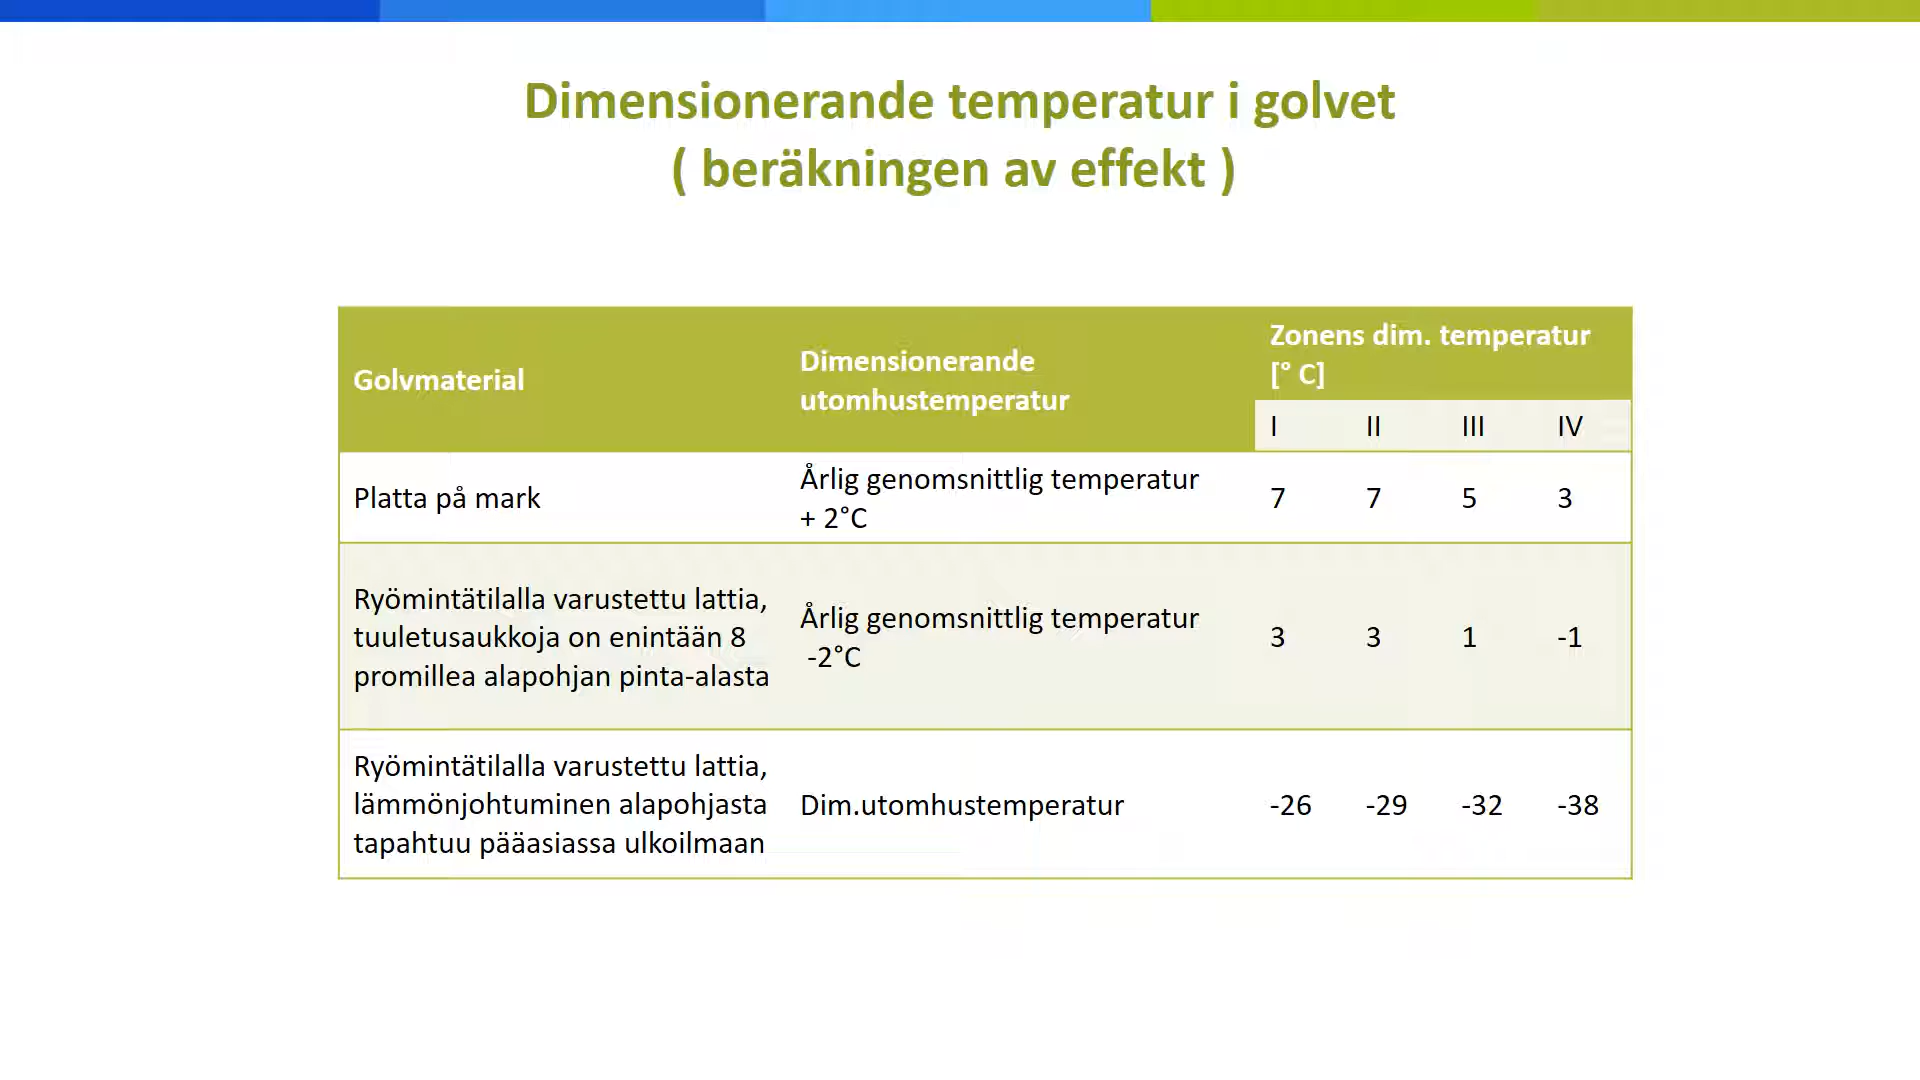 Dimensionerande temperatur i golvet
( beräkningen av effekt )
Golvmaterial
Dimensionerande
utomhustemperatur
Zonens dim. temperatur
[° C]
I II III IV
Platta på mark
Årlig genomsnittlig temperatur
+ 2°C
7 7 5 3
Ryömintätilalla varustettu lattia,
tuuletusaukkoja on enintään 8
promillea alapohjan pinta-alasta
Årlig genomsnittlig temperatur
-2°C
3 3 1 -1
Ryömintätilalla varustettu lattia,
lämmönjohtuminen alapohjasta
tapahtuu pääasiassa ulkoilmaan
Dim.utomhustemperatur
-26 -29 -32 -38